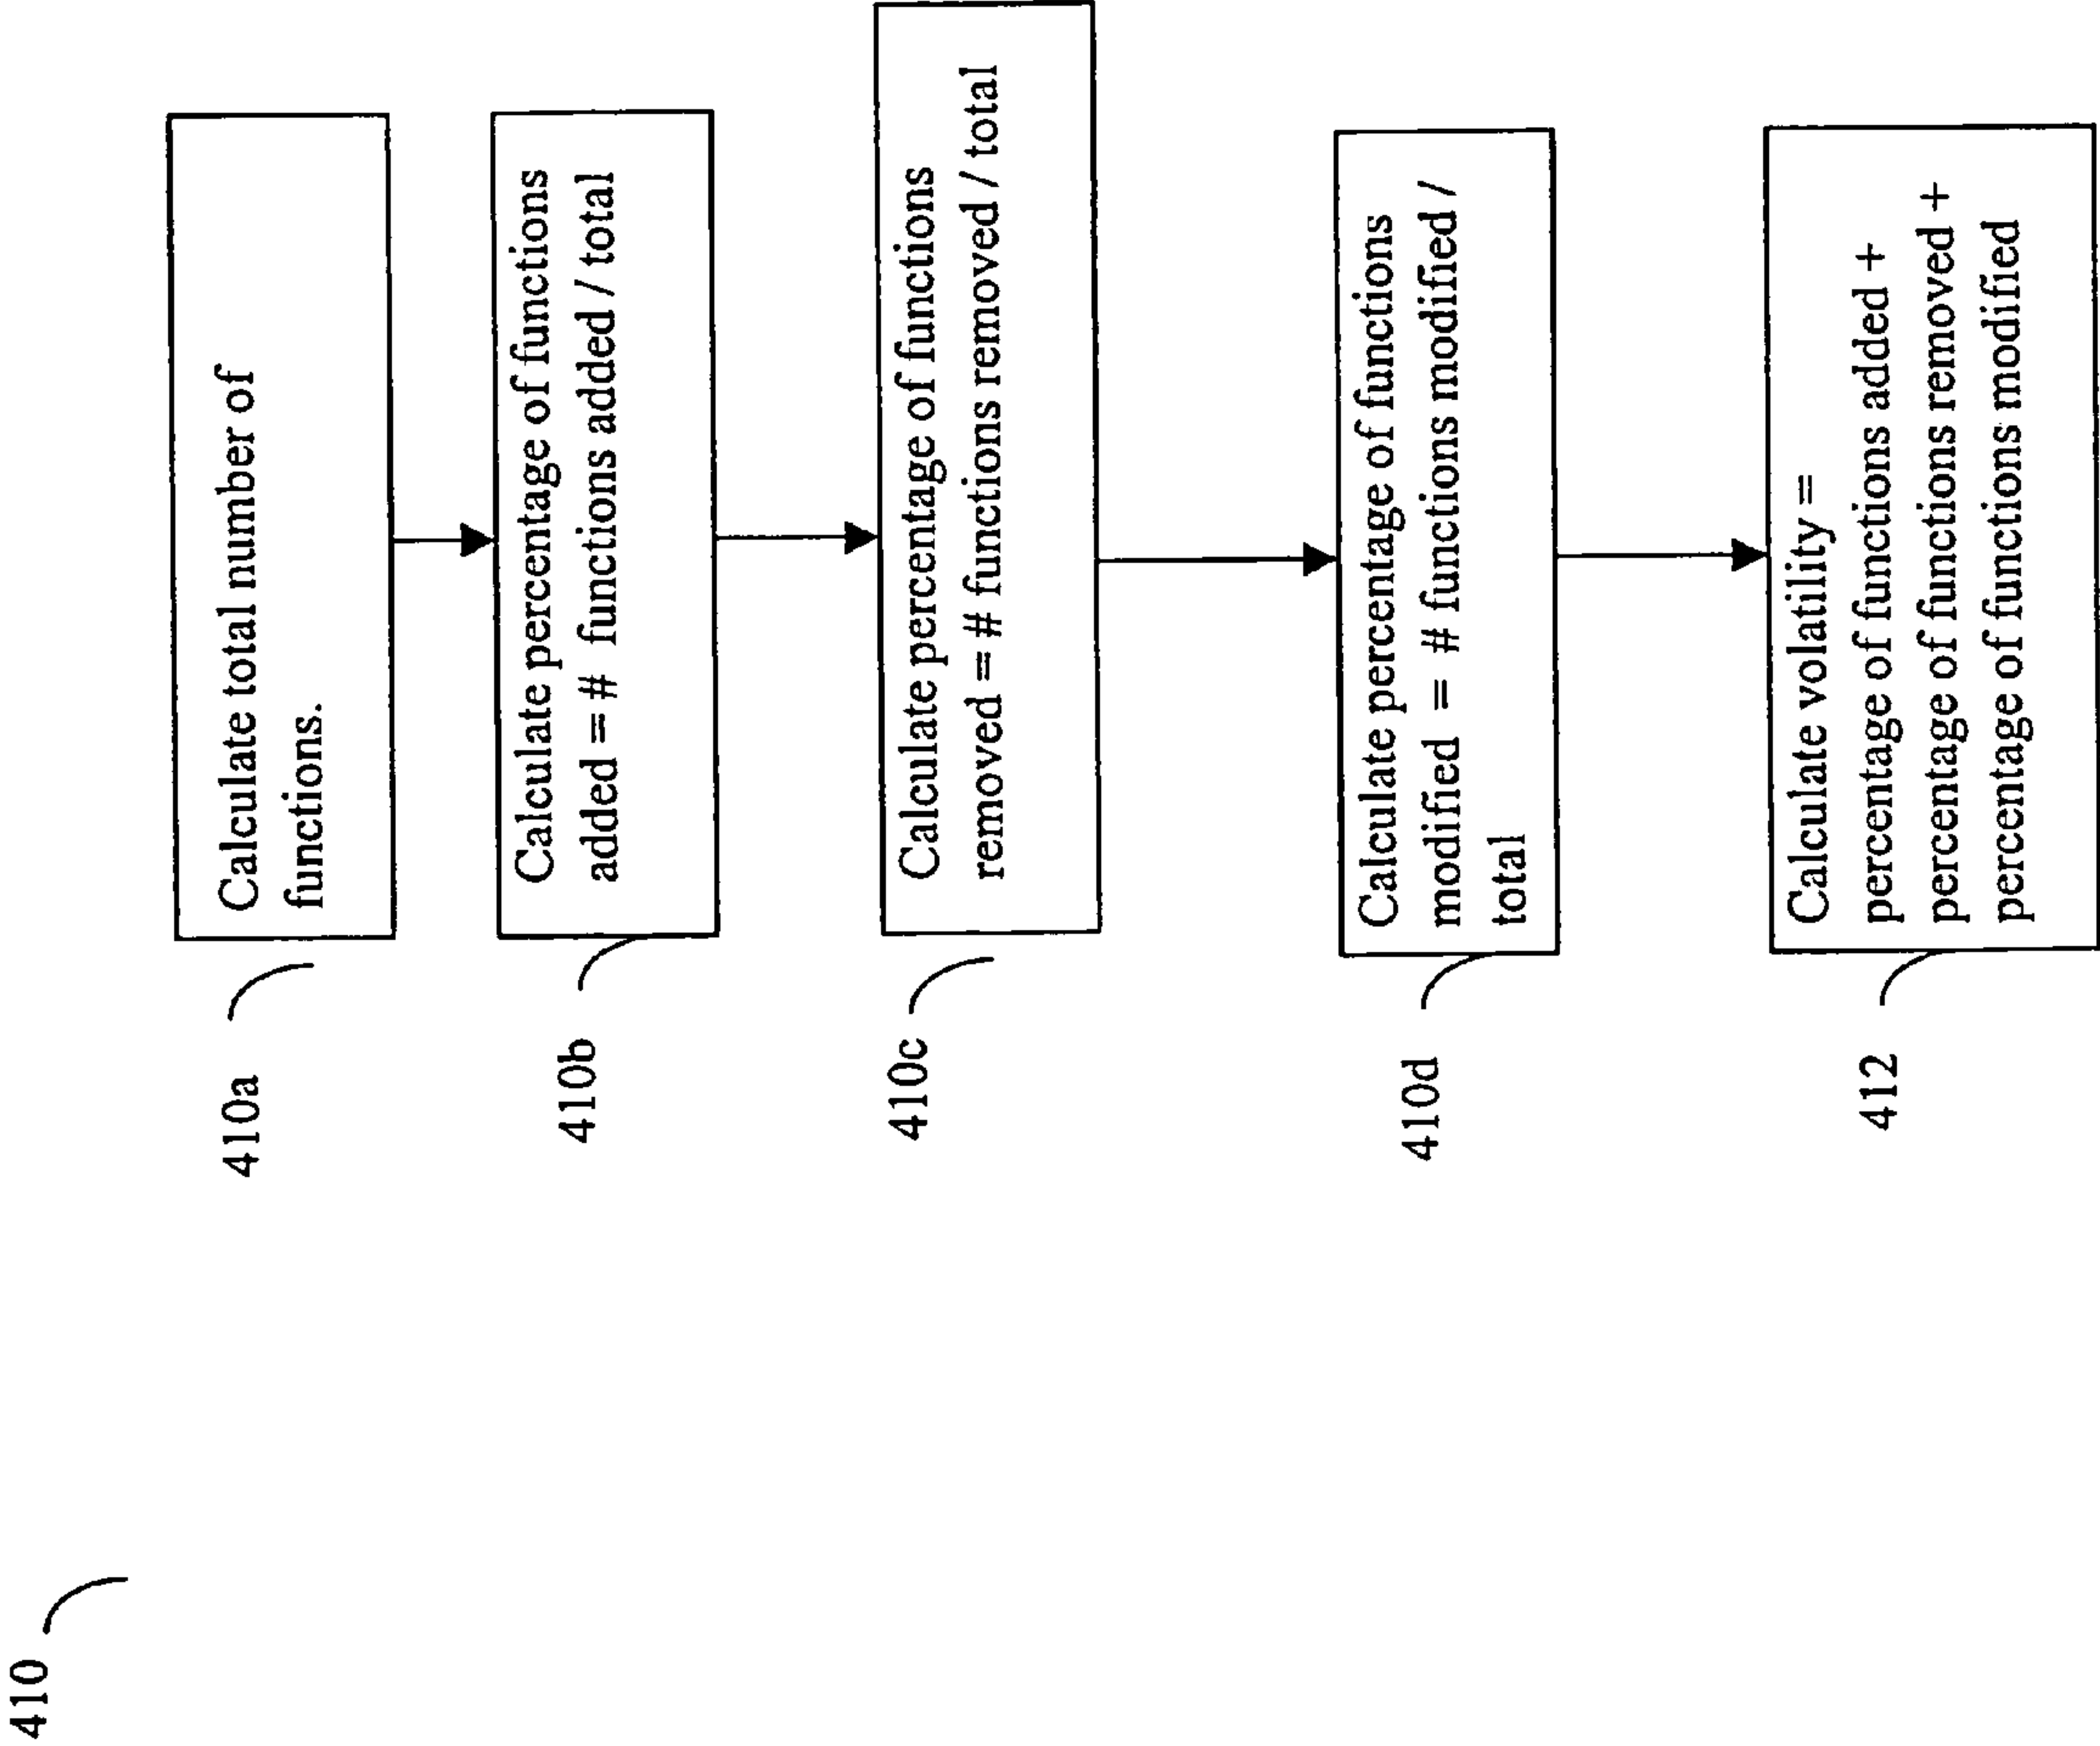 410
410a
Calculate total number of
functions.
410b
Calculate percentage of functions
added = # functions added / total
410c
Calculate percentage of functions
removed = # functions removed / total
410d
Calculate percentage of functions
modified = # functions modified /
total
412
Calculate volatility =
percentage of functions added +
percentage of functions removed +
percentage of functions modified